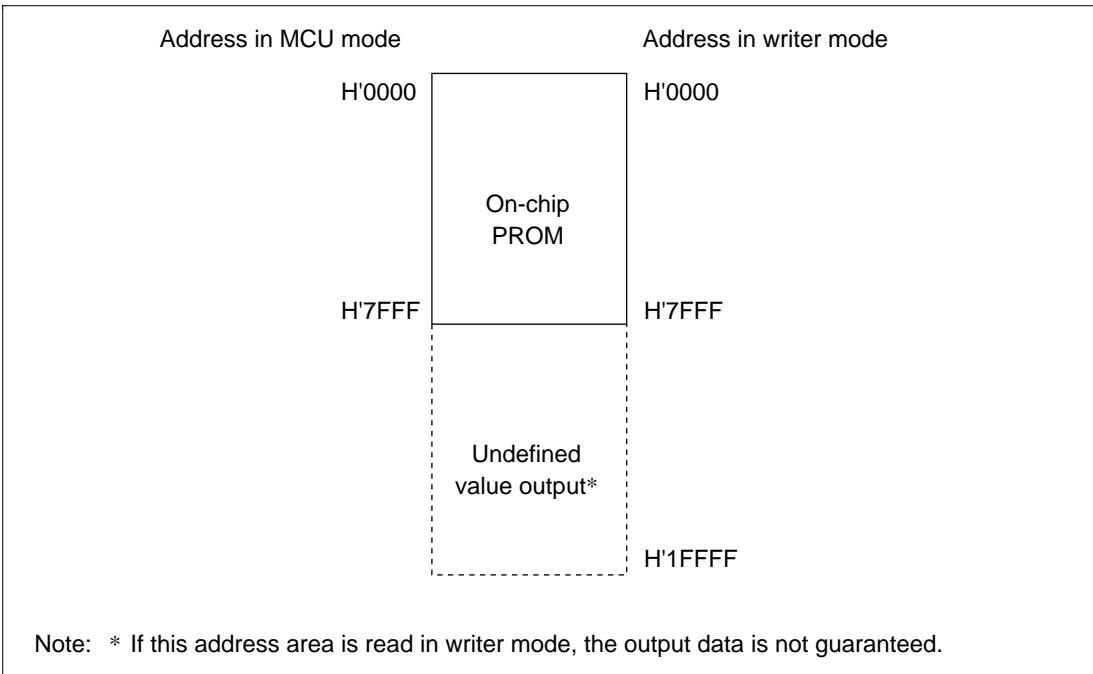 Address in MCU mode
Address in writer mode
H'0000
H'0000
On-chip
PROM
H'7FFF
H'7FFF
Undefined
value output*
H'1FFFF
Note: * If this address area is read in writer mode, the output data is not guaranteed.